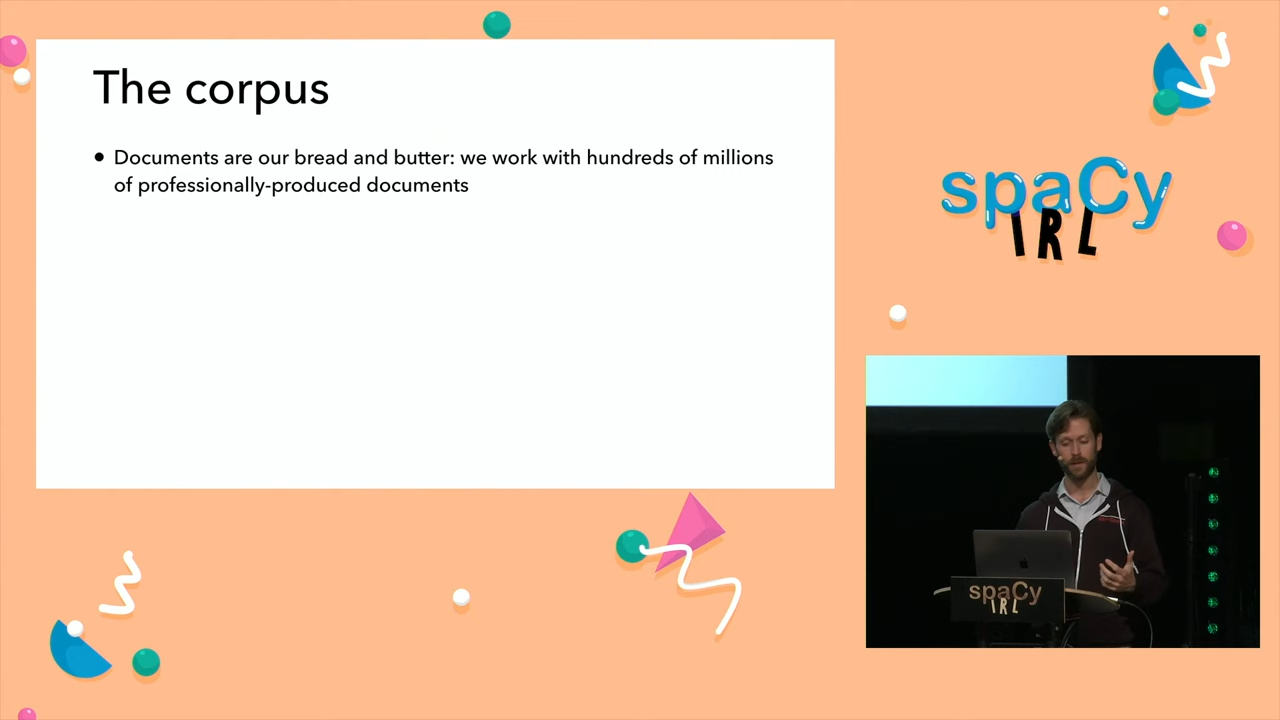 The corpus
• Documents are our bread and butter: we work with hundreds of millions
of professionally-produced documents
spaCy
IRL
spaCy
IRL